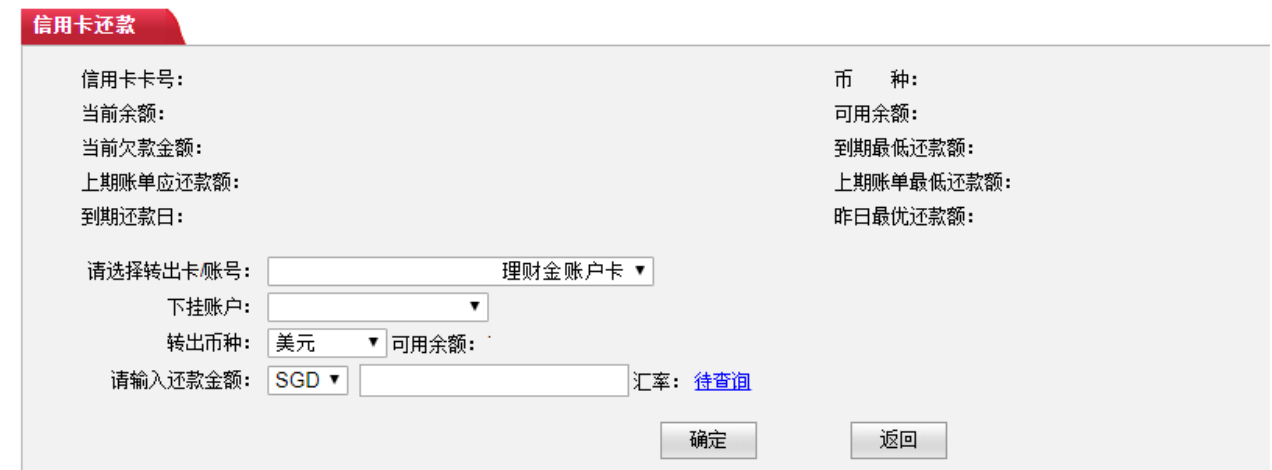 信用卡还款
信用卡卡号： 币 种：
当前余额： 可用余额：
当前欠款金额： 到期最低还款额：
上期账单应还款额： 上期账单最低还款额：
到期还款日： 昨日最优还款额：
请选择转出卡/账号： 理财金账户卡
下挂账户：
转出币种： 美元 可用余额：
请输入还款金额： SGD 汇率： 待查询
确定 返回